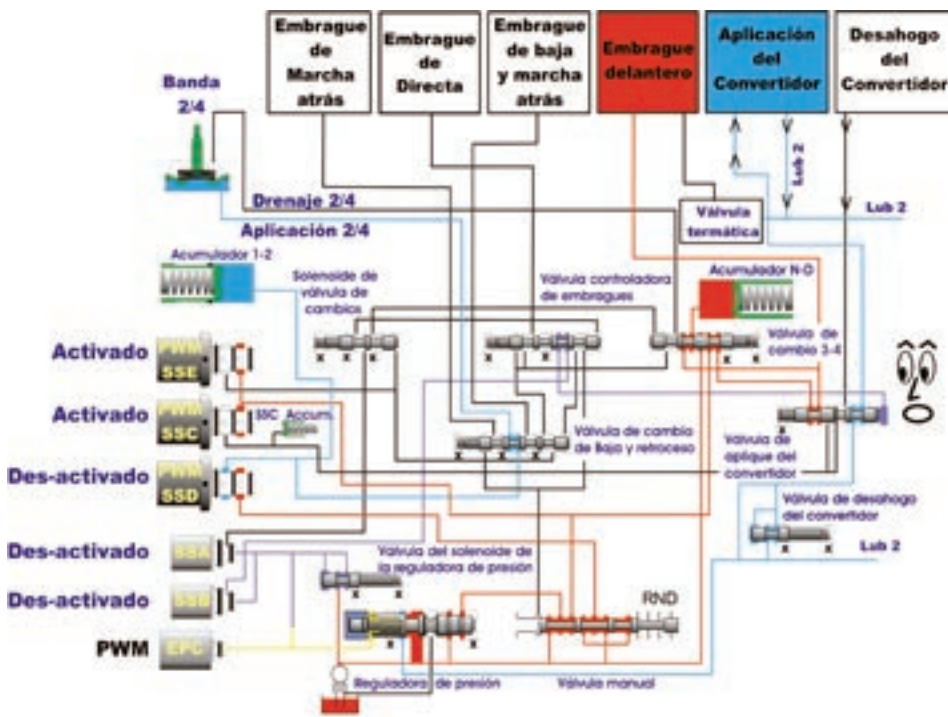 Embrague
de
Marcha
atrás
Embrague
de
Directa
Embrague
de baja
y marcha
atrás
Embrague
delantero
Aplicación
del
Convertidor
Desahogo
del
Convertidor
Banda
2/4
Lub 2
Drenaje 2/4
Válvula
termática
Lub 2
Aplicación 2/4
Acumulador 1-2
Solenoide de
válvula de
cambios
Válvula controladora
de embragues
Acumulador N-D
Válvula de
cambio 3-4
Activado
PWM
SSE
x x x
x x x
x x
Activado
PWM
SSC
SSC Accum.
Válvula de cambio
de Baja y retroceso
x
Válvula de
aplique del
convertidor
x x x
Des-activado
PWM
SSD
Válvula de desahogo
del convertidor
Des-activado
SSA
Válvula del solenoide de
la reguladora de presión
x x
Lub 2
Des-activado
SSB
x x
RND
PWM
EPC
x x
x
Reguladora de presión
Válvula manual